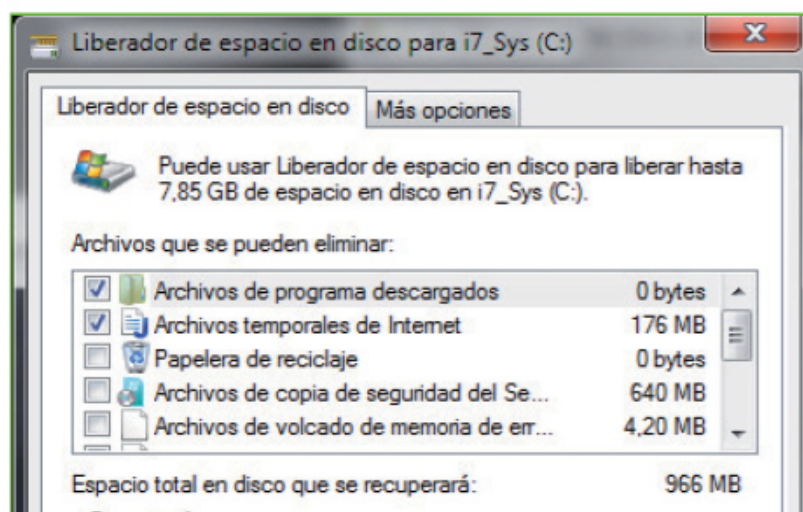 Liberador de espacio en disco para i7_Sys (C:)
Liberador de espacio en disco
Más opciones
Puede usar Liberador de espacio en disco para liberar hasta
7,85 GB de espacio en disco en i7_Sys (C:).
Archivos que se pueden eliminar:
Archivos de programa descargados 0 bytes
Archivos temporales de Internet 176 MB
Papelera de reciclaje 0 bytes
Archivos de copia de seguridad del Se... 640 MB
Archivos de volcado de memoria de err... 4,20 MB
Espacio total en disco que se recuperará: 966 MB